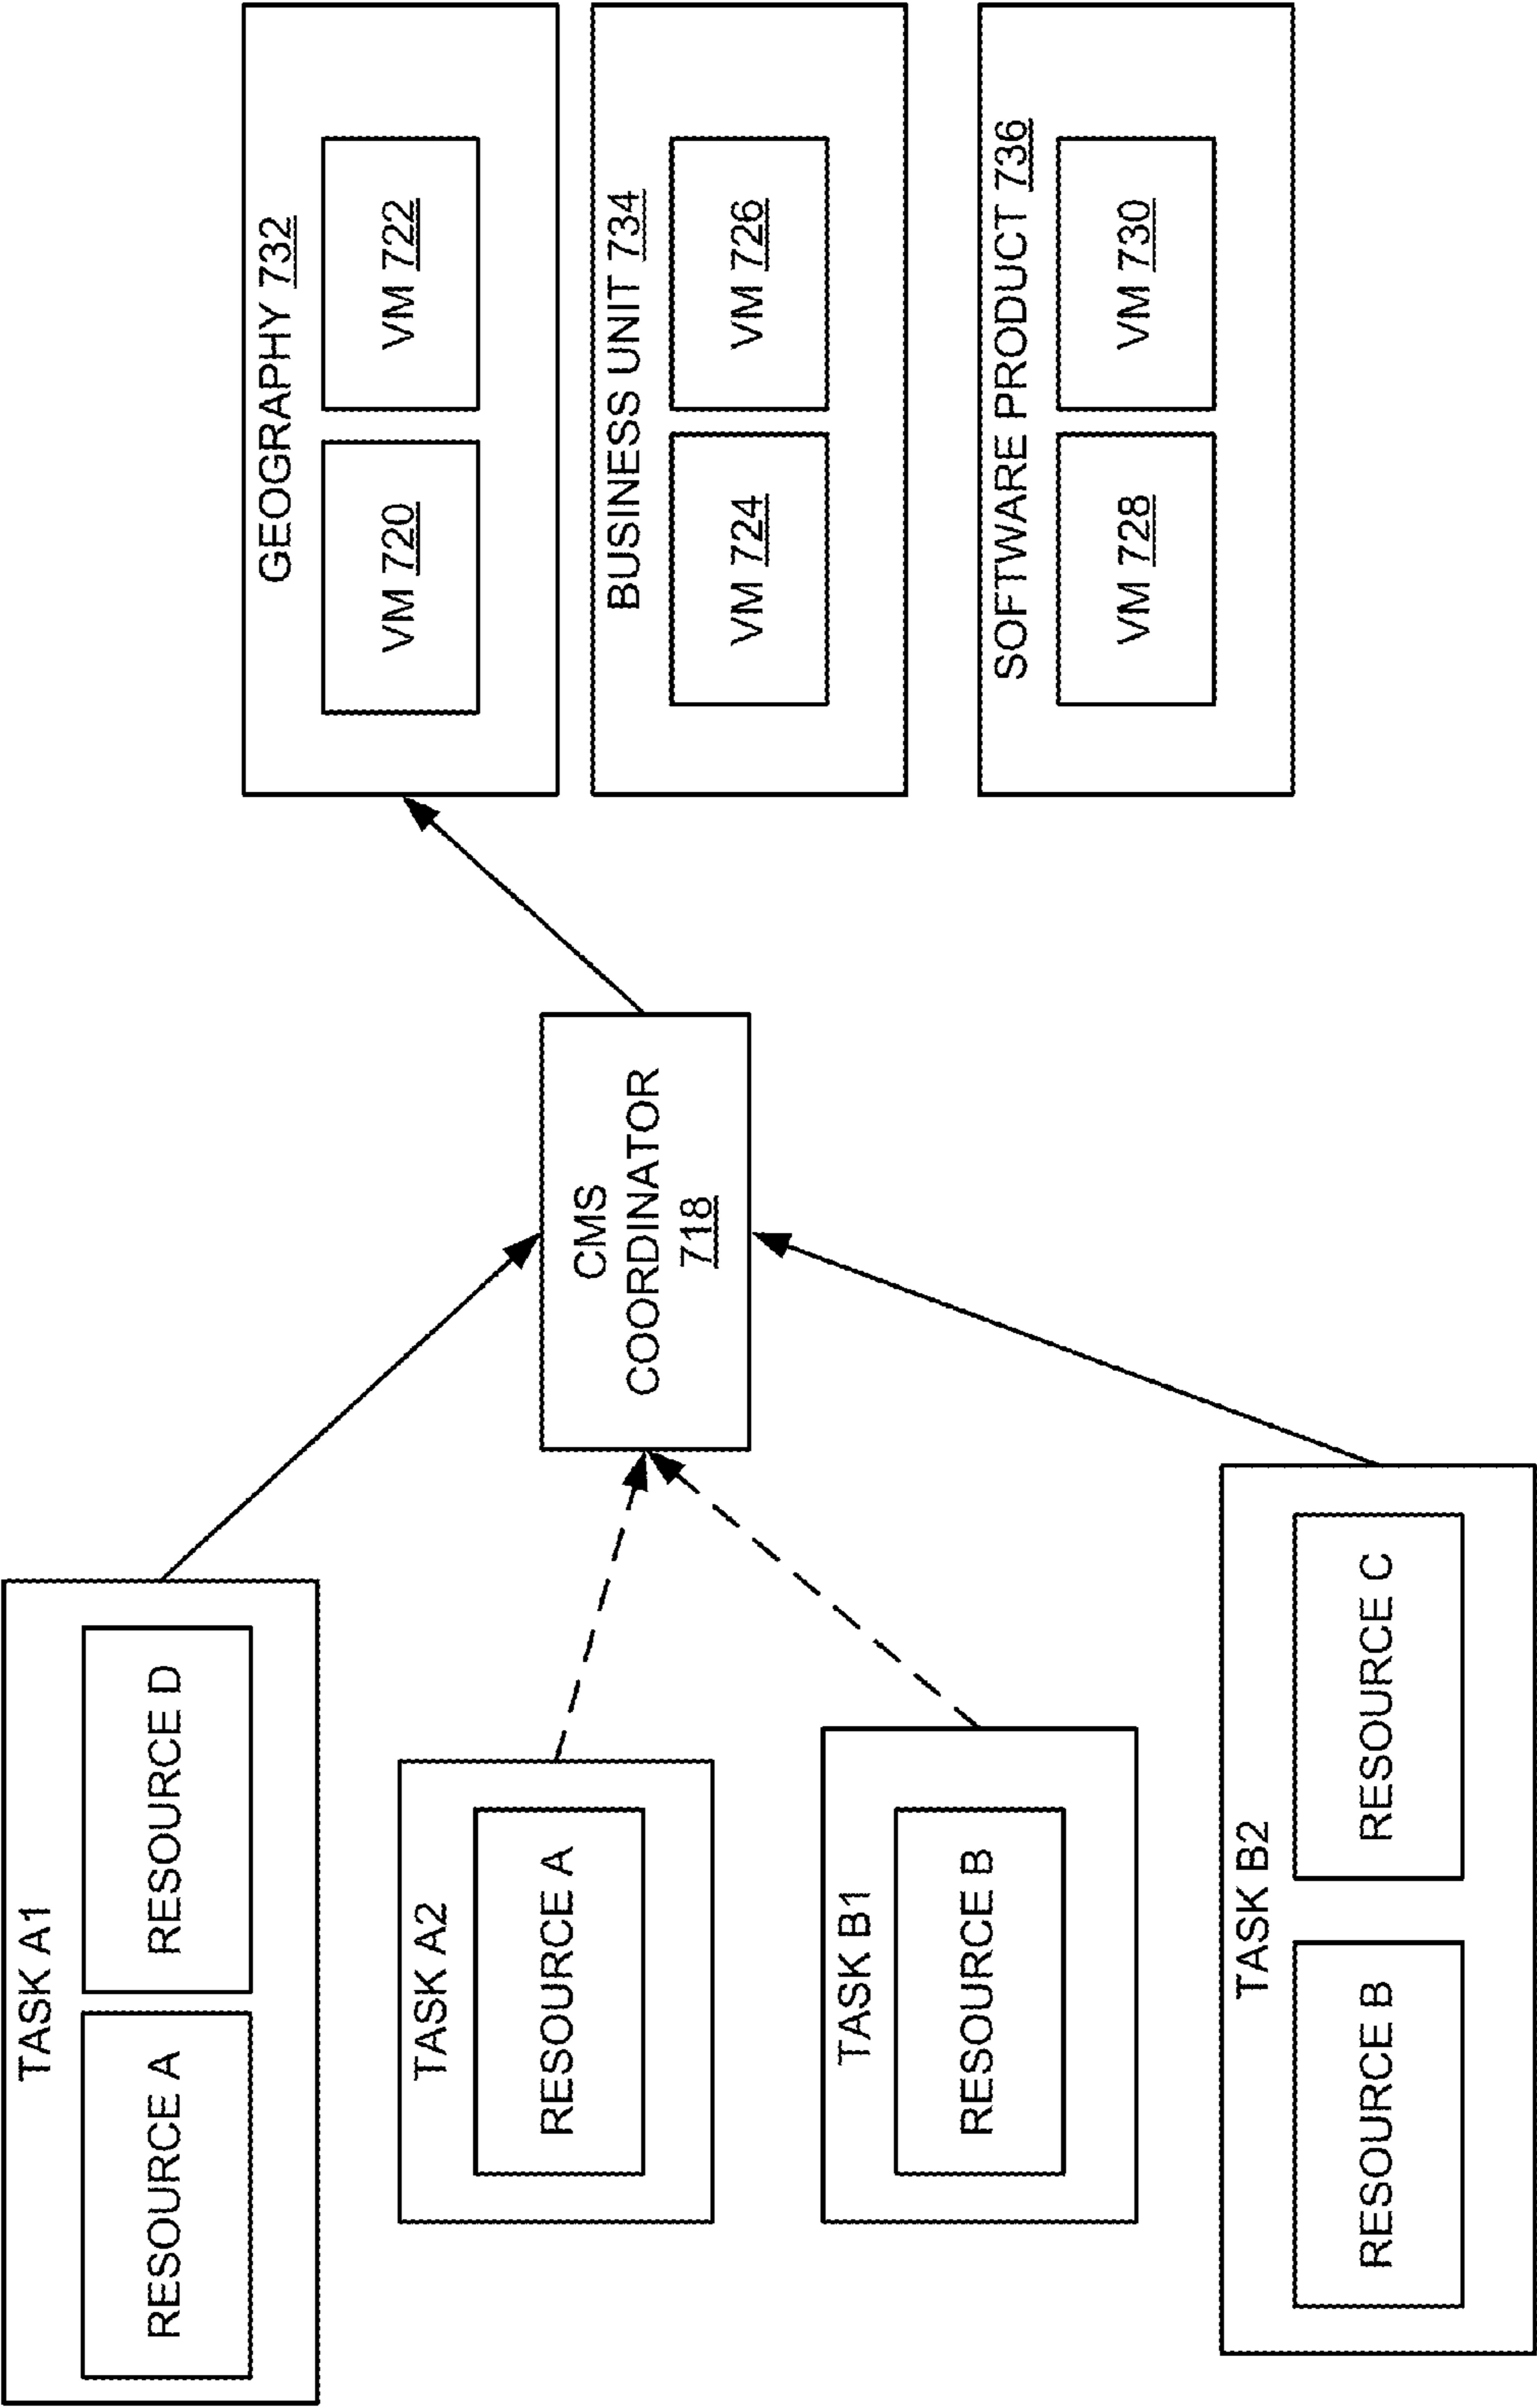 TASK A1
RESOURCE A
RESOURCE D
TASK A2
RESOURCE A
TASK B1
RESOURCE B
TASK B2
RESOURCE B
RESOURCE C
CMS
COORDINATOR
718
GEOGRAPHY 732
VM 720
VM 722
BUSINESS UNIT 734
VM 724
VM 726
SOFTWARE PRODUCT 736
VM 728
VM 730